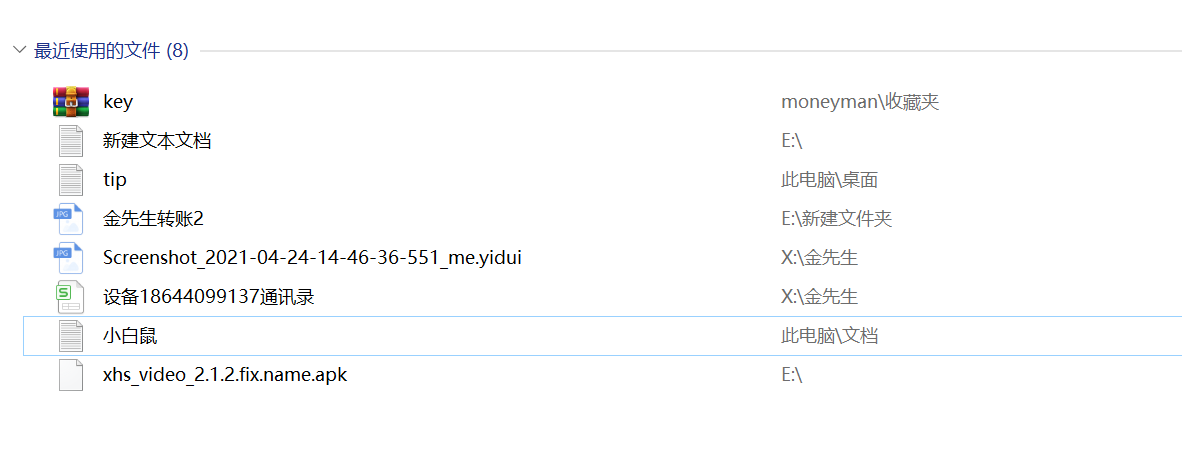 最近使用的文件 (8)
key moneyman\收藏夹
新建文本文档 E:\
tip 此电脑\桌面
金先生转账2 E:\新建文件夹
Screenshot_2021-04-24-14-46-36-551_me.yidui X:\金先生
设备18644099137通讯录 X:\金先生
小白鼠 此电脑\文档
xhs_video_2.1.2.fix.name.apk E:\